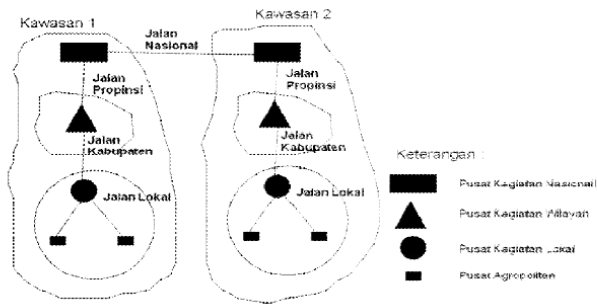 Kawasan 1
Jalan
Nasional
Kawasan 2
Jalan
Propinsi
Jalan
Propinsi
Jalan
Kabupaten
Jalan
Kabupaten
Jalan Lokal
Jalan Lokal
Keterangan :
Pusat Kegiatan Nasional
Pusat Kegiatan Wilayah
Pusat Kegiatan Lokal
Pusat Agropolitan